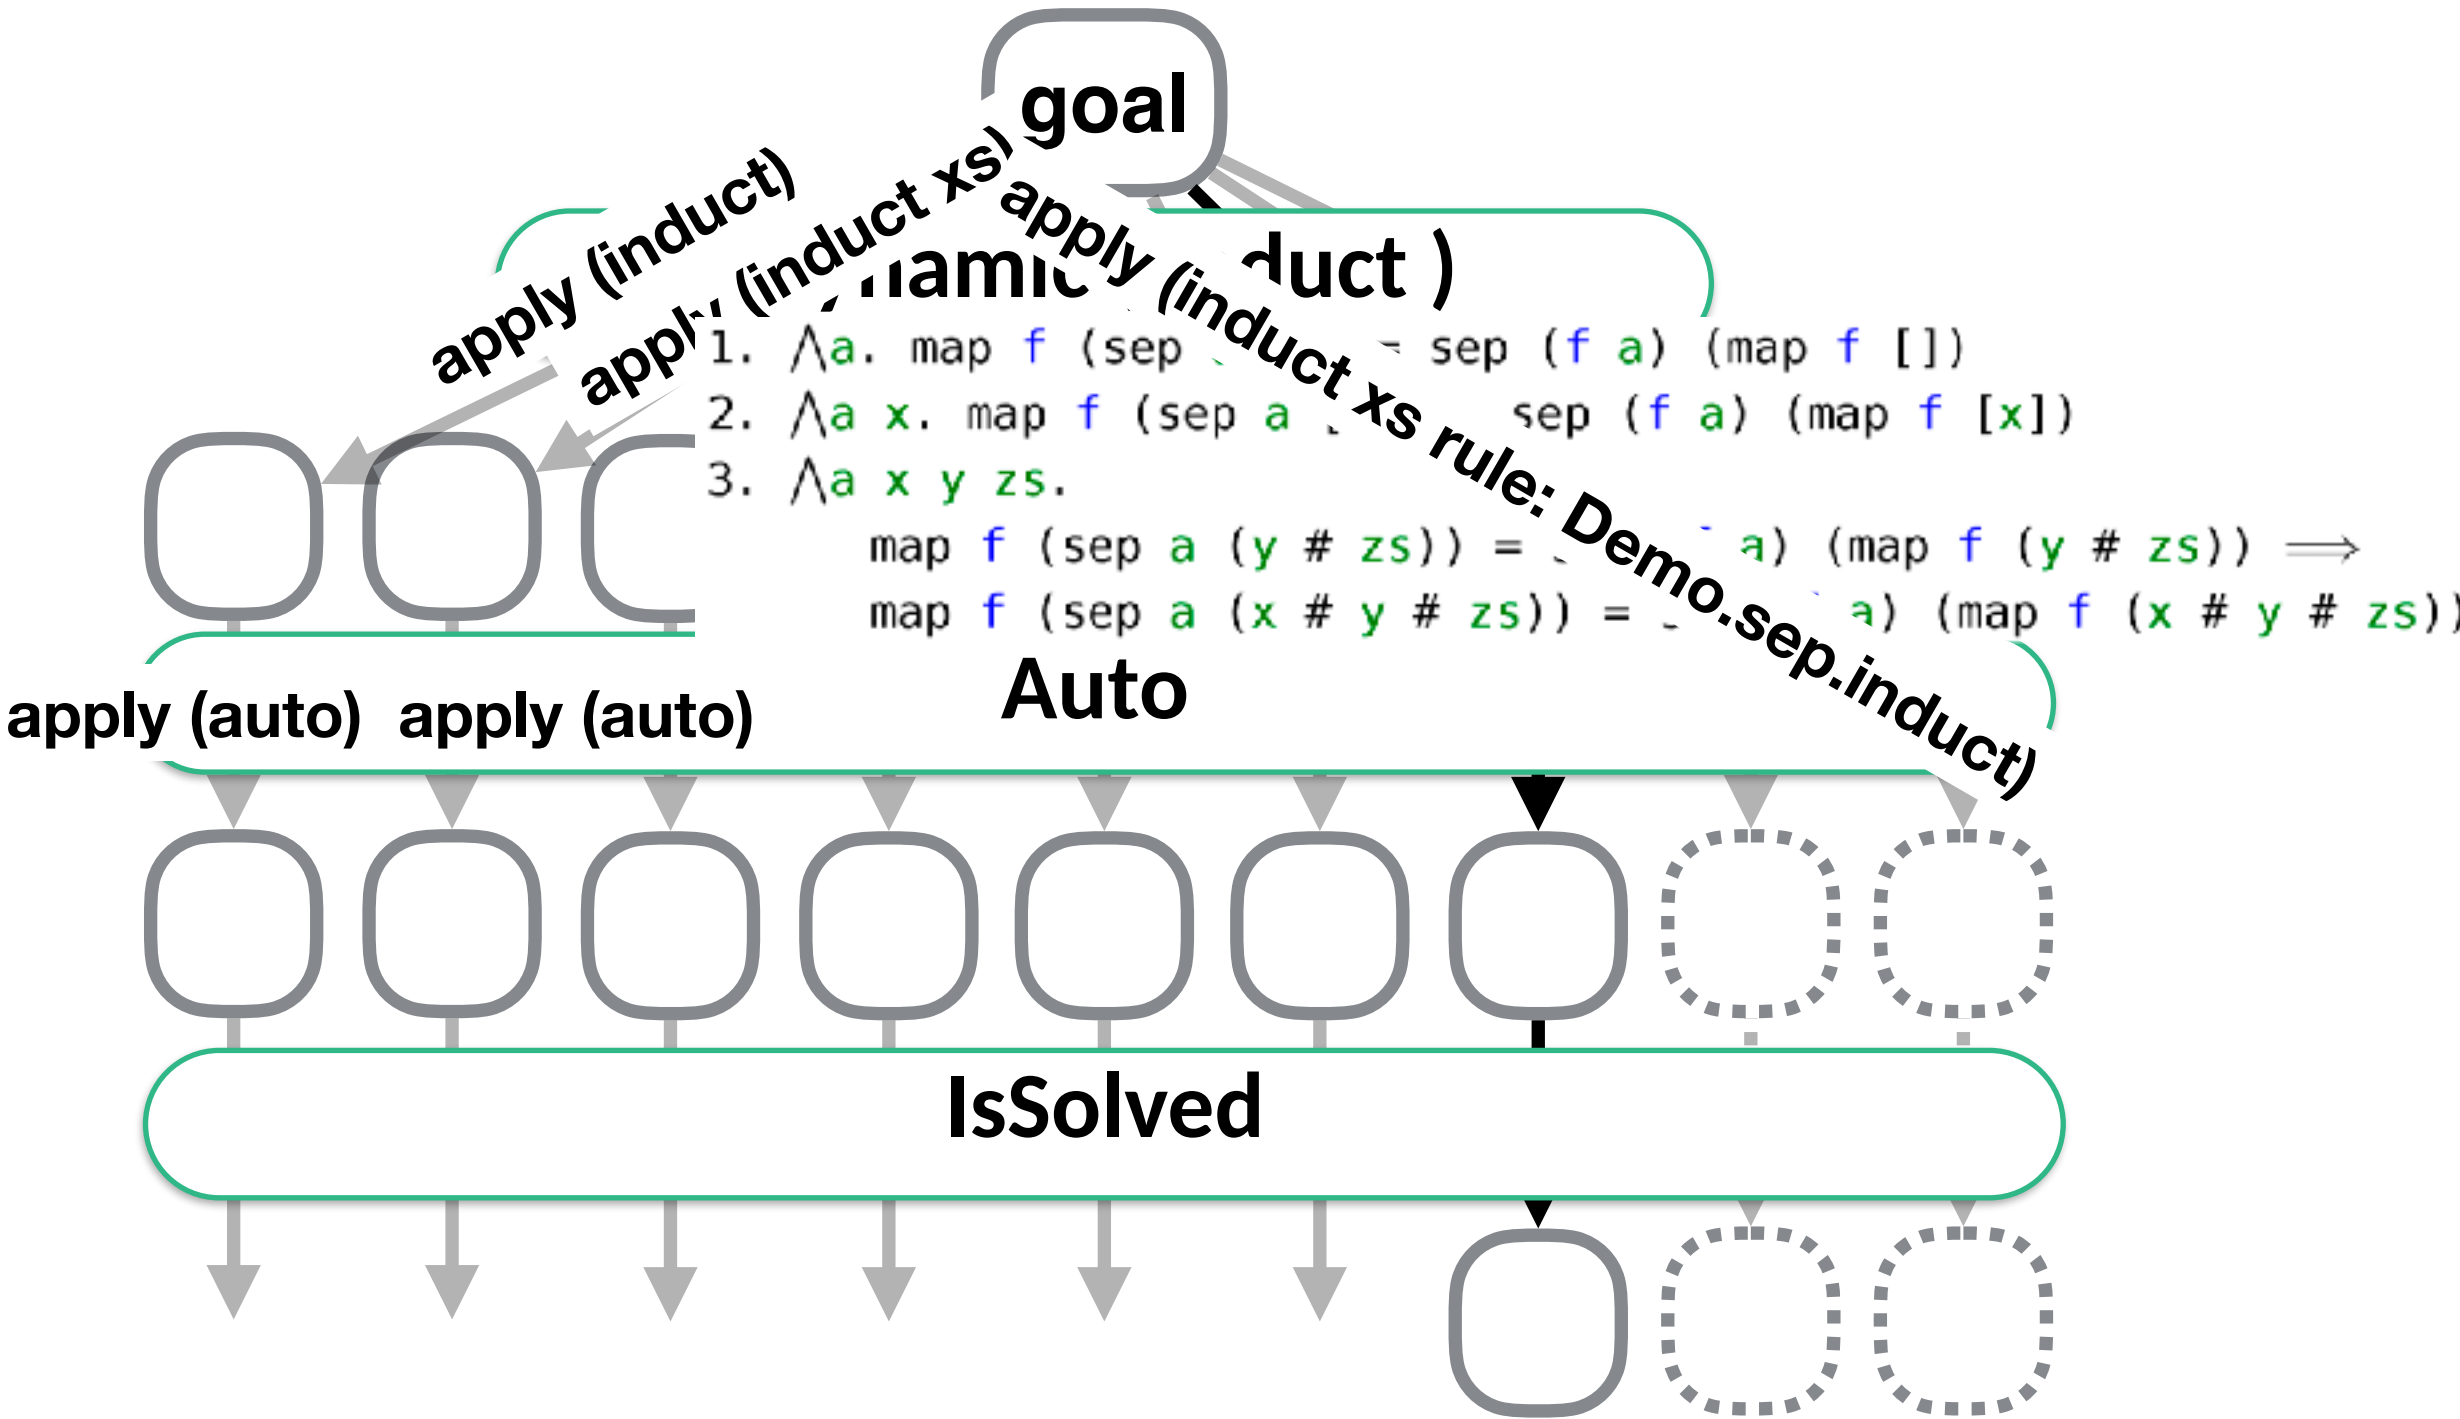 goal
apply (induct)
apply (induct xs)
apply (induct xs rule: Demo.sep.induct)
duct )
1. ⋀a. map f (sep = sep (f a) (map f [])
2. ⋀a x. map f (sep a sep (f a) (map f [x])
3. ⋀a x y zs.
map f (sep a (y # zs)) = a) (map f (y # zs)) ⟹
map f (sep a (x # y # zs)) = a) (map f (x # y # zs))
Auto
apply (auto) apply (auto)
IsSolved